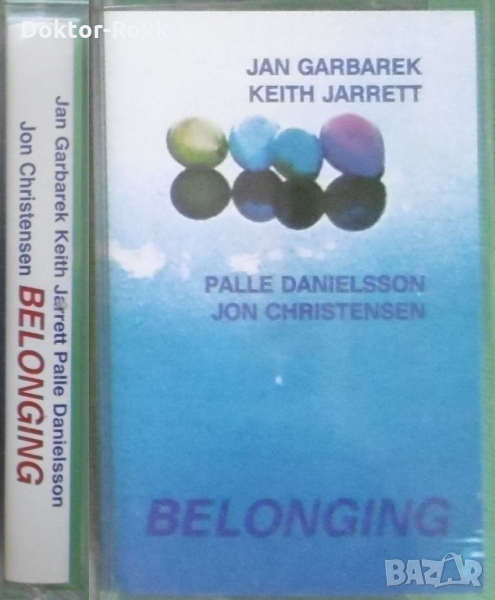 Doktor-Rokk
Jan Garbarek Keith Jarrett Palle Danielsson
Jon Christensen BELONGING
JAN GARBAREK
KEITH JARRETT
PALLE DANIELSSON
JON CHRISTENSEN
BELONGING
BAZAR